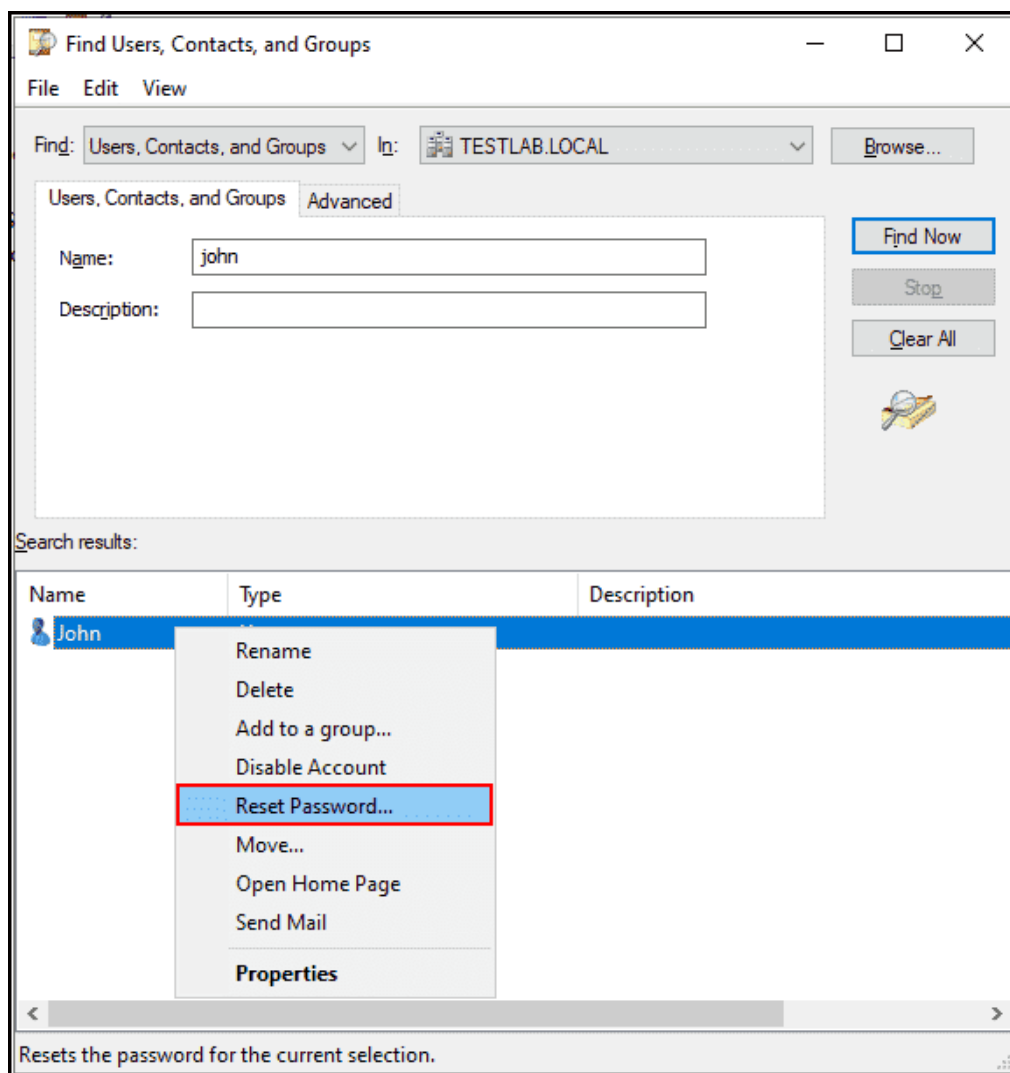 Find Users, Contacts, and Groups
File Edit View
Find: Users, Contacts, and Groups In: TESTLAB.LOCAL Browse...
Users, Contacts, and Groups Advanced
Find Now
Name: john
Stop
Description:
Clear All
Search results:
Name Type Description
John
Rename
Delete
Add to a group...
Disable Account
Reset Password...
Move...
Open Home Page
Send Mail
Properties
Resets the password for the current selection.